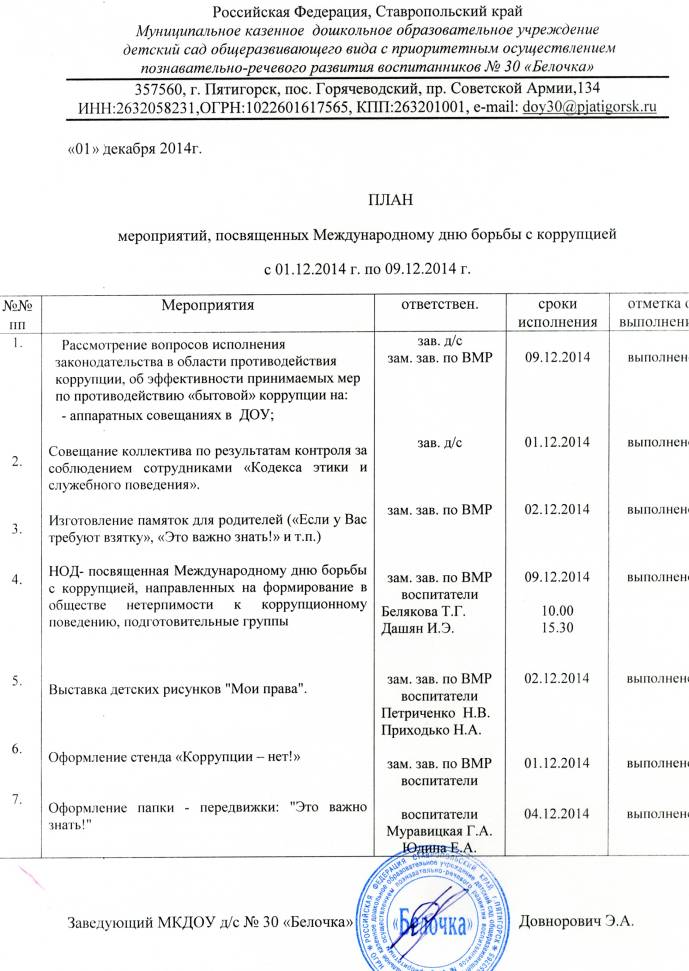 Российская Федерация, Ставропольский край
Муниципальное казенное дошкольное образовательное учреждение
детский сад общеразвивающего вида с приоритетным осуществлением
познавательно-речевого развития воспитанников № 30 «Белочка»
357560, г. Пятигорск, пос. Горячеводский, пр. Советской Армии,134
ИНН:2632058231,ОГРН:1022601617565, КПП:263201001, e-mail: doy30@pjatigorsk.ru
«01» декабря 2014г.
ПЛАН
мероприятий, посвященных Международному дню борьбы с коррупцией
с 01.12.2014 г. по 09.12.2014 г.
№№ пп
Мероприятия
ответствен.
сроки исполнения
отметка о выполнени
1.
Рассмотрение вопросов исполнения
законодательства в области противодействия
коррупции, об эффективности принимаемых мер
по противодействию «бытовой» коррупции на:
- аппаратных совещаниях в ДОУ;
зав. д/с
зам. зав. по ВМР
09.12.2014
выполнено
2.
Совещание коллектива по результатам контроля за
соблюдением сотрудниками «Кодекса этики и
служебного поведения».
зав. д/с
01.12.2014
выполнено
3.
Изготовление памяток для родителей («Если у Вас
требуют взятку», «Это важно знать!» и т.п.)
зам. зав. по ВМР
02.12.2014
выполнено
4.
НОД- посвященная Международному дню борьбы
с коррупцией, направленных на формирование в
обществе нетерпимости к коррупционному
поведению, подготовительные группы
зам. зав. по ВМР
воспитатели
Белякова Т.Г.
Дашян И.Э.
09.12.2014
10.00
15.30
выполнено
5.
Выставка детских рисунков "Мои права".
зам. зав. по ВМР
воспитатели
Петриченко Н.В.
Приходько Н.А.
02.12.2014
выполнено
6.
Оформление стенда «Коррупции – нет!»
зам. зав. по ВМР
воспитатели
01.12.2014
выполнено
7.
Оформление папки - передвижки: "Это важно
знать!"
воспитатели
Муравицкая Г.А.
Юдина Е.А.
04.12.2014
выполнено
Заведующий МКДОУ д/с № 30 «Белочка»
«Белочка»
Довнорович Э.А.